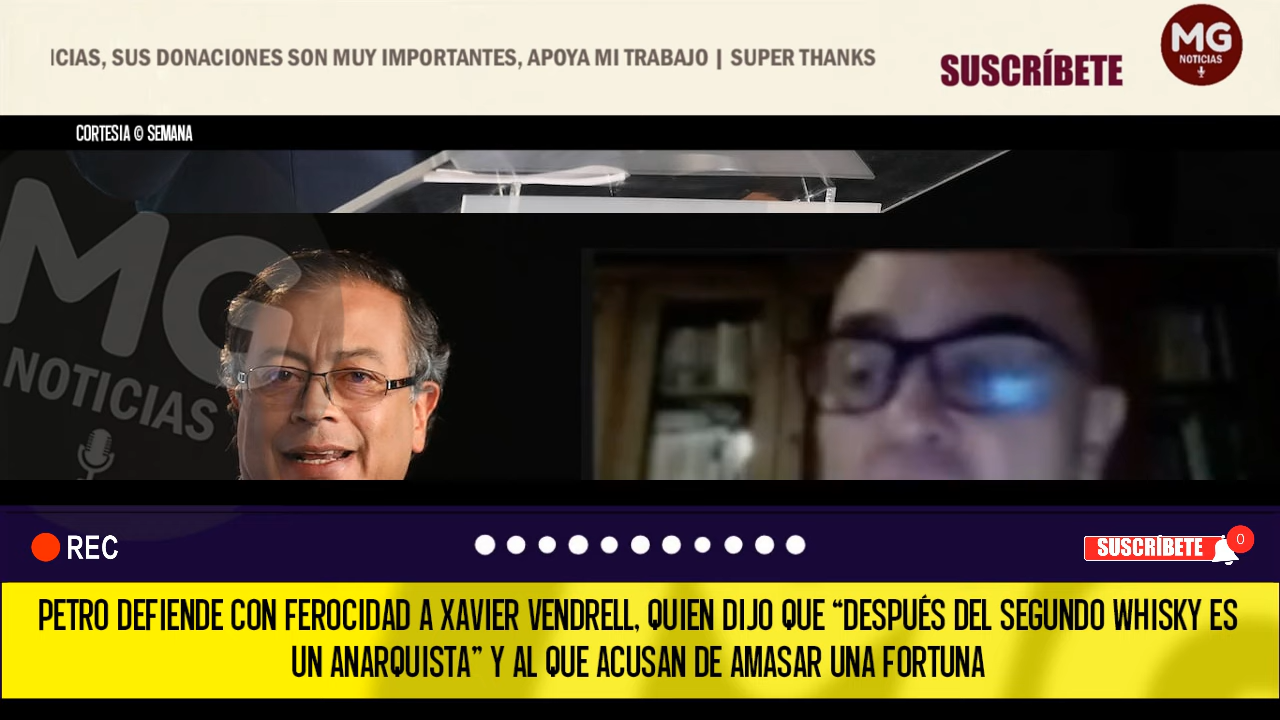 ICIAS, SUS DONACIONES SON MUY IMPORTANTES, APOYA MI TRABAJO | SUPER THANKS
SUSCRÍBETE
MG
NOTICIAS
CORTESIA © SEMANA
MG
NOTICIAS
REC
SUSCRÍBETE
0
PETRO DEFIENDE CON FEROCIDAD A XAVIER VENDRELL, QUIEN DIJO QUE “DESPUÉS DEL SEGUNDO WHISKY ES
UN ANARQUISTA” Y AL QUE ACUSAN DE AMASAR UNA FORTUNA